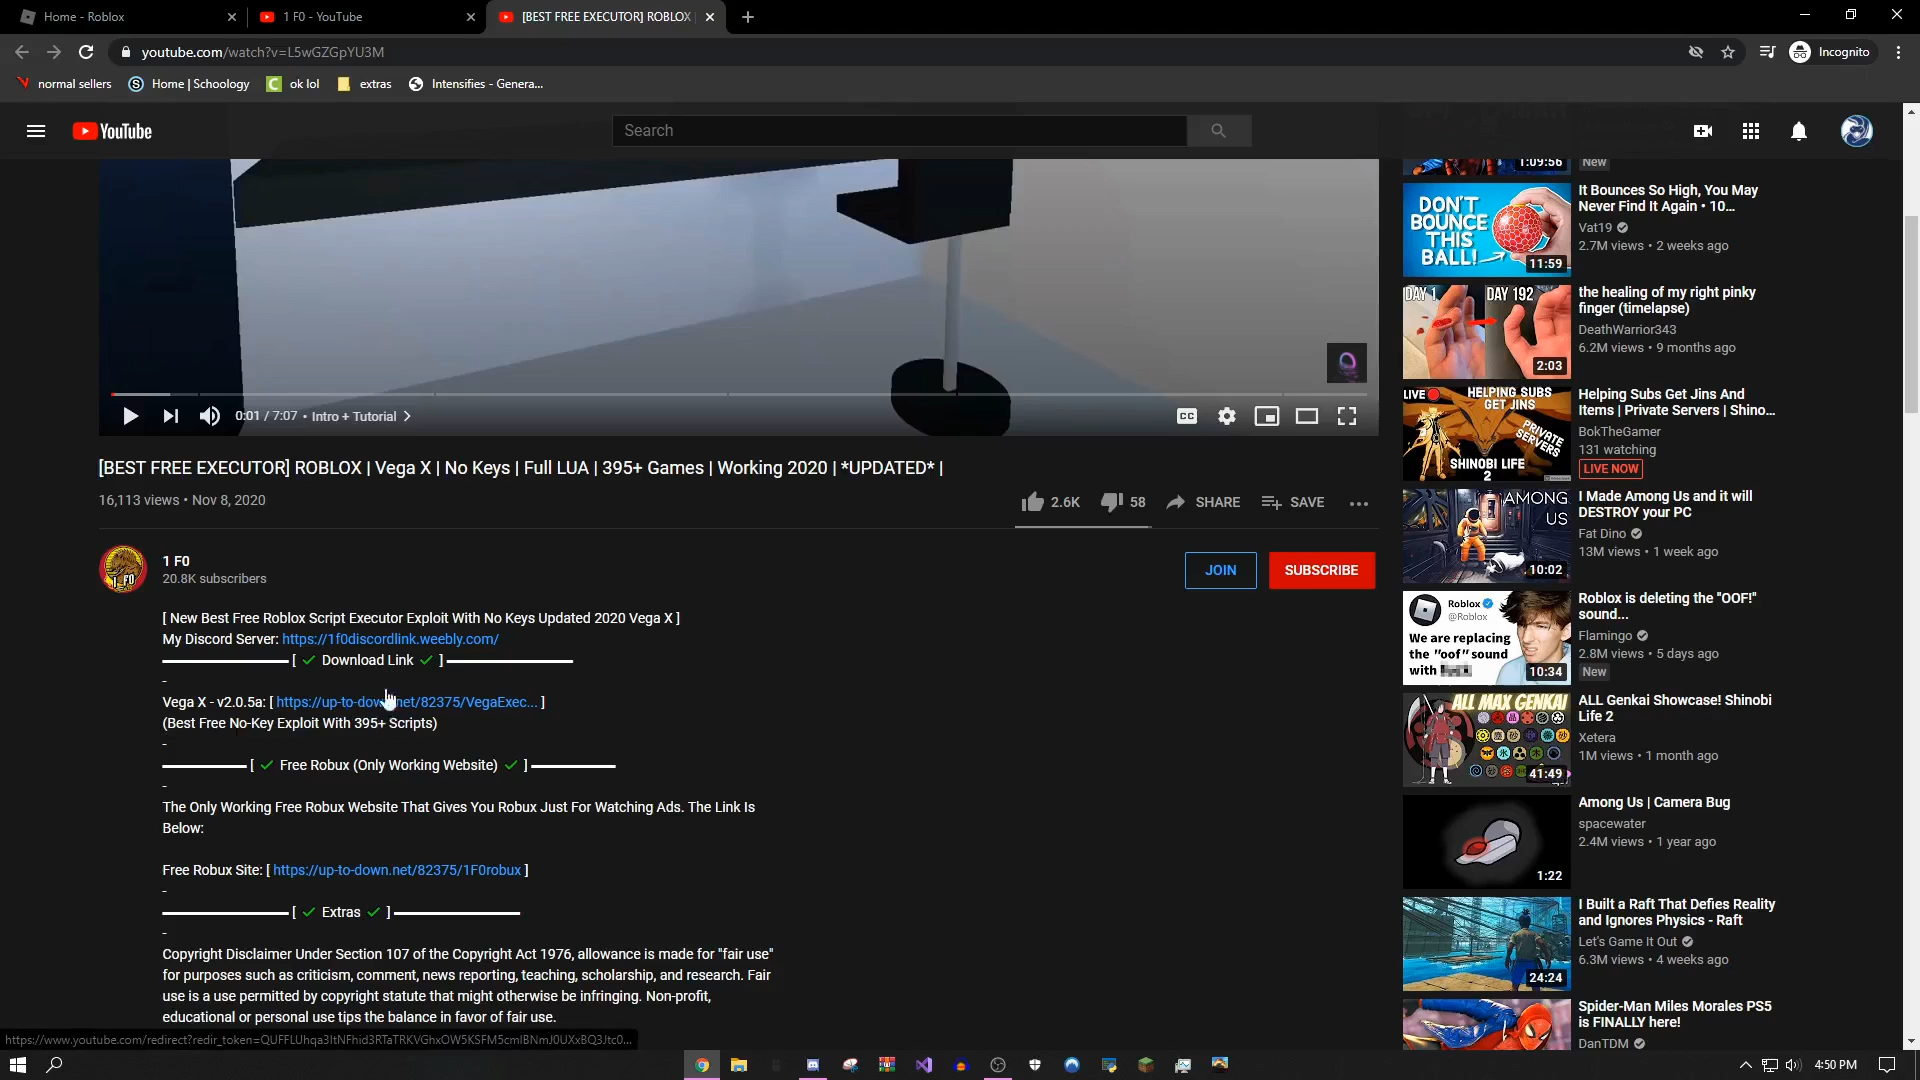 Home - Roblox
1 F0 - YouTube
[BEST FREE EXECUTOR] ROBLOX |
youtube.com/watch?v=L5wGZGpYU3M
Incognito
normal sellers
Home | Schoology
ok lol
extras
Intensifies - Genera...
YouTube
Search
0:01 / 7:07 • Intro + Tutorial
CC
[BEST FREE EXECUTOR] ROBLOX | Vega X | No Keys | Full LUA | 395+ Games | Working 2020 | *UPDATED* |
16,113 views • Nov 8, 2020
2.6K
58
SHARE
SAVE
1 F0
1 F0
20.8K subscribers
JOIN
SUBSCRIBE
[ New Best Free Roblox Script Executor Exploit With No Keys Updated 2020 Vega X ]
My Discord Server: https://1f0discordlink.weebly.com/
[ ✓ Download Link ✓ ]
-
Vega X - v2.0.5a: [ https://up-to-down.net/82375/VegaExec... ]
(Best Free No-Key Exploit With 395+ Scripts)
-
[ ✓ Free Robux (Only Working Website) ✓ ]
-
The Only Working Free Robux Website That Gives You Robux Just For Watching Ads. The Link Is
Below:
Free Robux Site: [ https://up-to-down.net/82375/1F0robux ]
-
[ ✓ Extras ✓ ]
-
Copyright Disclaimer Under Section 107 of the Copyright Act 1976, allowance is made for "fair use"
for purposes such as criticism, comment, news reporting, teaching, scholarship, and research. Fair
use is a use permitted by copyright statute that might otherwise be infringing. Non-profit,
educational or personal use tips the balance in favor of fair use.
1:09:56
New
DON'T
BOUNCE
THIS
BALL!
11:59
It Bounces So High, You May
Never Find It Again • 10...
Vat19
2.7M views • 2 weeks ago
DAY 1
DAY 192
2:03
the healing of my right pinky
finger (timelapse)
DeathWarrior343
6.2M views • 9 months ago
LIVE
HELPING SUBS
GET JINS
PRIVATE
SERVERS
SHINOBI LIFE
2
Helping Subs Get Jins And
Items | Private Servers | Shino...
BokTheGamer
131 watching
LIVE NOW
AMONG
US
10:02
I Made Among Us and it will
DESTROY your PC
Fat Dino
13M views • 1 week ago
Roblox
@Roblox
We are replacing
the "oof" sound
with
10:34
Roblox is deleting the "OOF!"
sound...
Flamingo
2.8M views • 5 days ago
New
ALL MAX GENKAI
41:49
ALL Genkai Showcase! Shinobi
Life 2
Xetera
1M views • 1 month ago
1:22
Among Us | Camera Bug
spacewater
2.4M views • 1 year ago
24:24
I Built a Raft That Defies Reality
and Ignores Physics - Raft
Let's Game It Out
6.3M views • 4 weeks ago
Spider-Man Miles Morales PS5
is FINALLY here!
DanTDM
4:50 PM